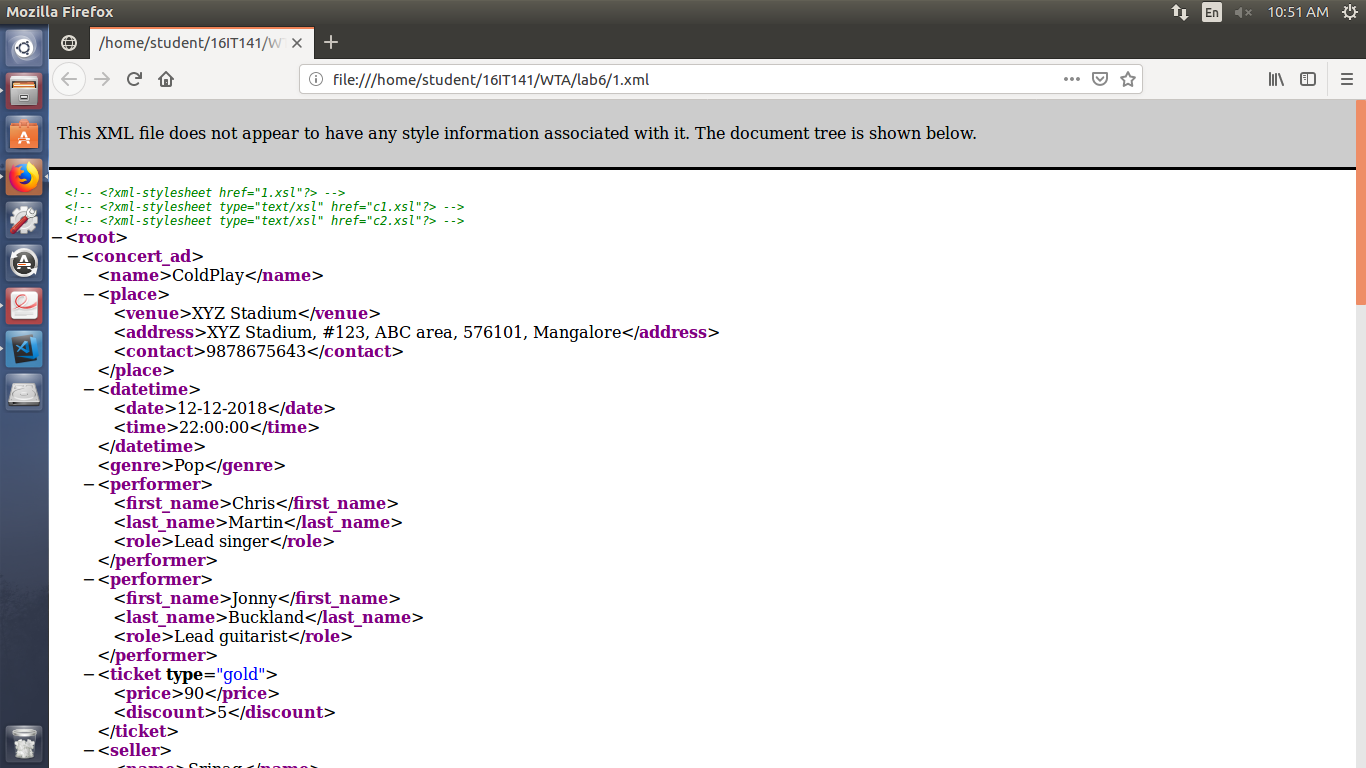 Mozilla Firefox
En
10:51 AM
/home/student/16IT141/W
file:///home/student/16IT141/WTA/lab6/1.xml
This XML file does not appear to have any style information associated with it. The document tree is shown below.
<!-- <?xml-stylesheet href="1.xsl"?> -->
<!-- <?xml-stylesheet type="text/xsl" href="c1.xsl"?> -->
<!-- <?xml-stylesheet type="text/xsl" href="c2.xsl"?> -->
−<root>
−<concert_ad>
<name>ColdPlay</name>
−<place>
<venue>XYZ Stadium</venue>
<address>XYZ Stadium, #123, ABC area, 576101, Mangalore</address>
<contact>9878675643</contact>
</place>
−<datetime>
<date>12-12-2018</date>
<time>22:00:00</time>
</datetime>
<genre>Pop</genre>
−<performer>
<first_name>Chris</first_name>
<last_name>Martin</last_name>
<role>Lead singer</role>
</performer>
−<performer>
<first_name>Jonny</first_name>
<last_name>Buckland</last_name>
<role>Lead guitarist</role>
</performer>
−<ticket type="gold">
<price>90</price>
<discount>5</discount>
</ticket>
−<seller>
<name>Srinag</name>